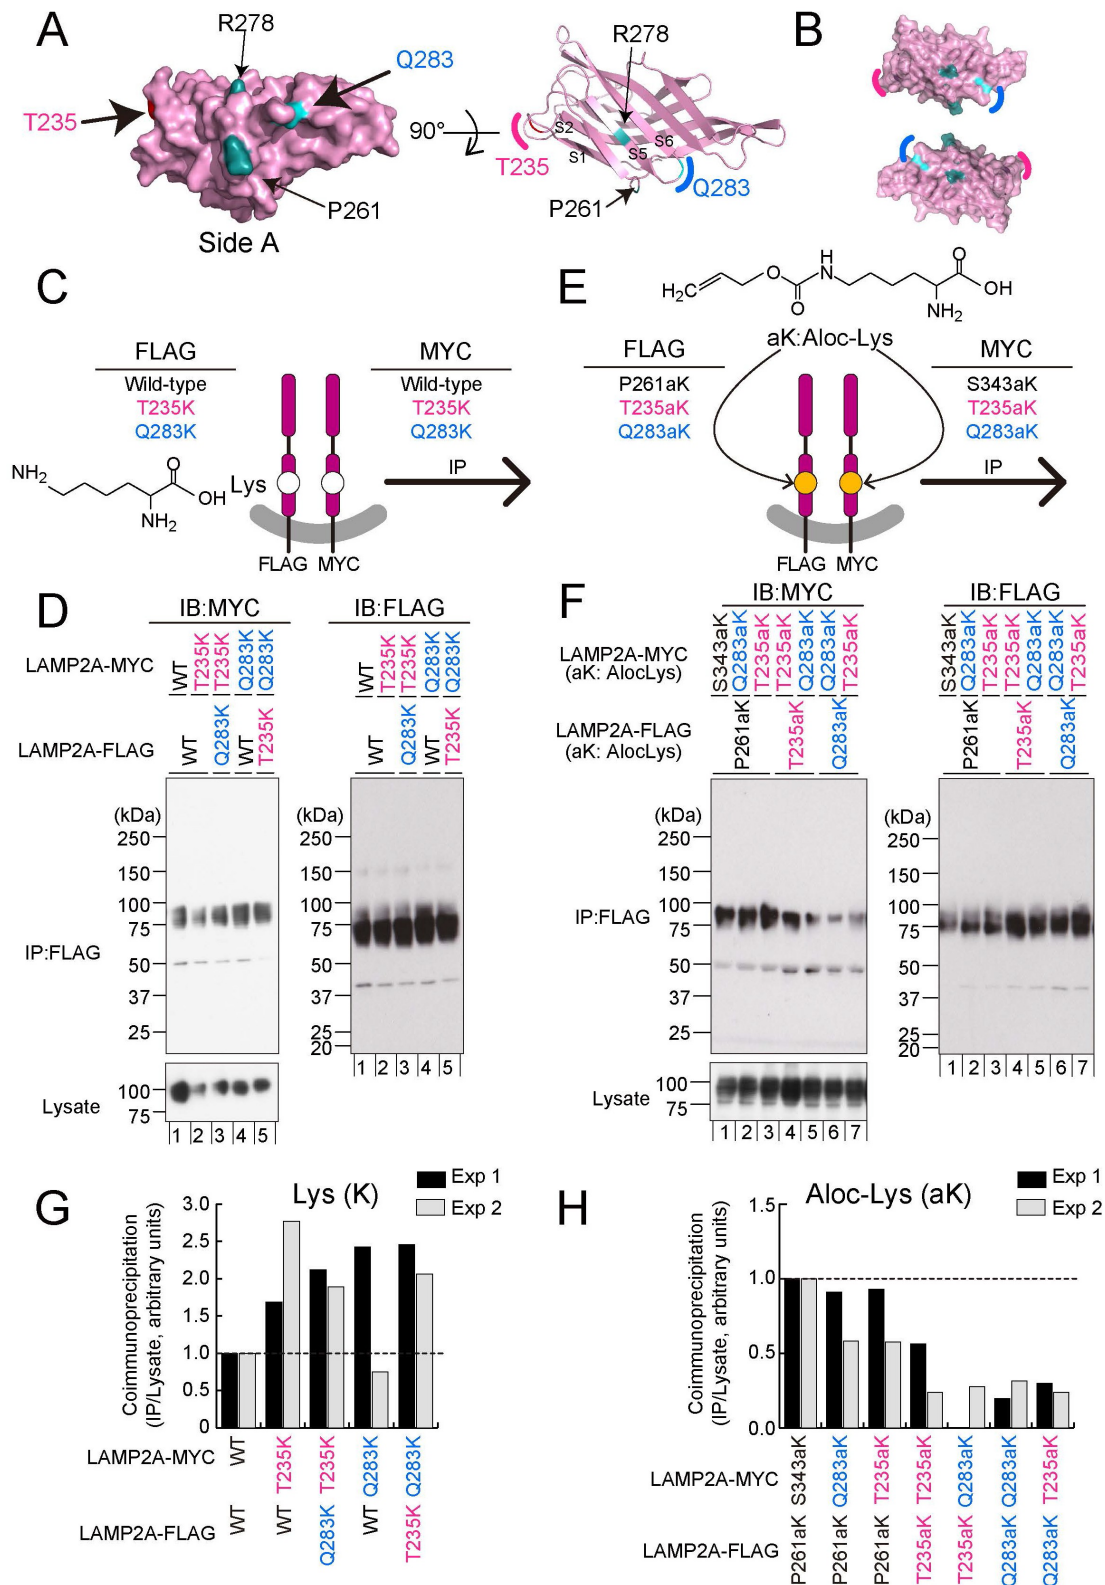 A
R278
Q283
T235
P261
Side A
90°
R278
S2
S1
S5
S6
T235
P261
Q283
B
C
FLAG
Wild-type
T235K
Q283K
MYC
Wild-type
T235K
Q283K
NH2
O
OH
NH2
Lys
IP
FLAG MYC
E
H2C
O
O
H
N
O
OH
NH2
aK:Aloc-Lys
FLAG
P261aK
T235aK
Q283aK
MYC
S343aK
T235aK
Q283aK
IP
FLAG MYC
D
IB:MYC
IB:FLAG
LAMP2A-MYC
WT T235K T235K Q283K Q283K
WT T235K T235K Q283K Q283K
LAMP2A-FLAG
WT Q283K WT T235K
WT Q283K WT T235K
(kDa)
250
150
100
75
50
37
25
IP:FLAG
(kDa)
250
150
100
75
50
37
25
20
1 2 3 4 5
Lysate
100
75
1 2 3 4 5
F
IB:MYC
IB:FLAG
LAMP2A-MYC
(aK: AlocLys)
S343aK Q283aK T235aK T235aK Q283aK Q283aK T235aK
S343aK Q283aK T235aK T235aK Q283aK Q283aK T235aK
LAMP2A-FLAG
(aK: AlocLys)
P261aK T235aK Q283aK
P261aK T235aK Q283aK
(kDa)
250
150
100
75
50
37
25
20
IP:FLAG
(kDa)
250
150
100
75
50
37
25
20
1 2 3 4 5 6 7
Lysate
100
75
1 2 3 4 5 6 7
G
Lys (K)
Exp 1
Exp 2
Coimmunoprecipitation
(IP/Lysate, arbitrary units)
3.0
2.5
2.0
1.5
1.0
0.5
0
LAMP2A-MYC
WT T235K T235K Q283K Q283K
LAMP2A-FLAG
WT WT Q283K WT T235K
H
Aloc-Lys (aK)
Exp 1
Exp 2
Coimmunoprecipitation
(IP/Lysate, arbitrary units)
1.5
1.0
0.5
0.0
LAMP2A-MYC
S343aK Q283aK T235aK T235aK Q283aK Q283aK T235aK
LAMP2A-FLAG
P261aK P261aK P261aK T235aK T235aK Q283aK Q283aK